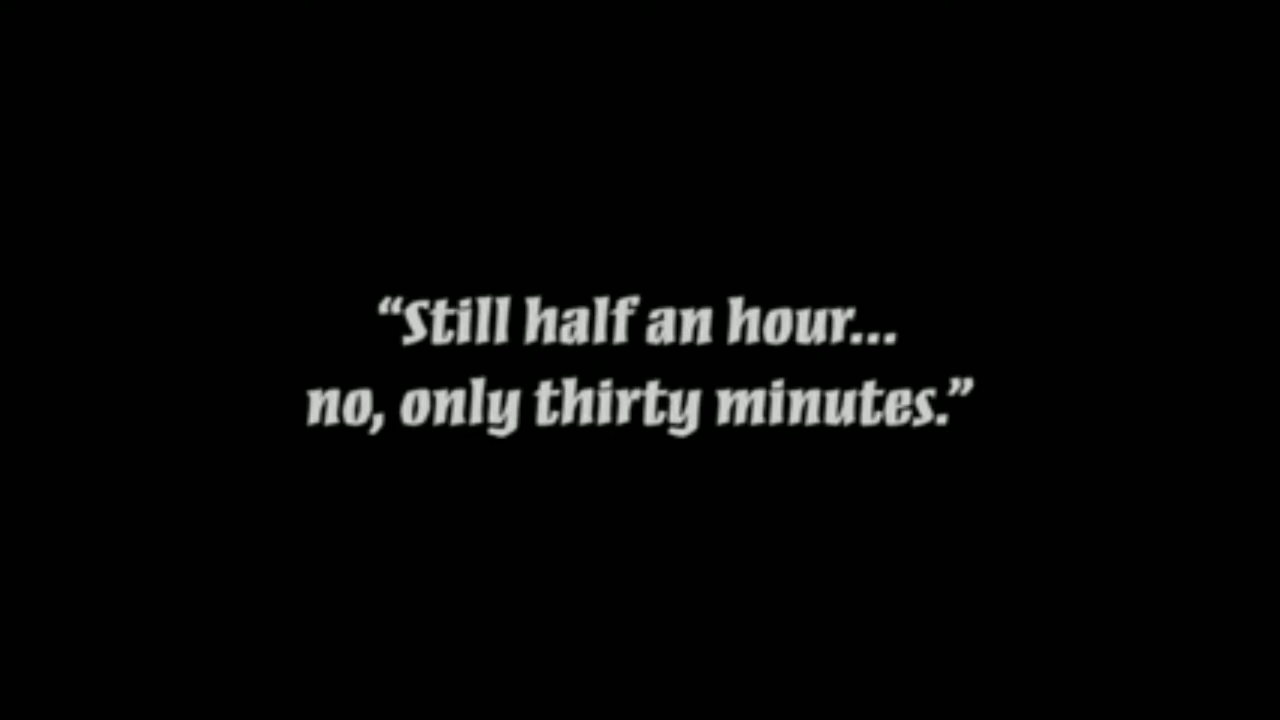 “Still half an hour...
no, only thirty minutes.”